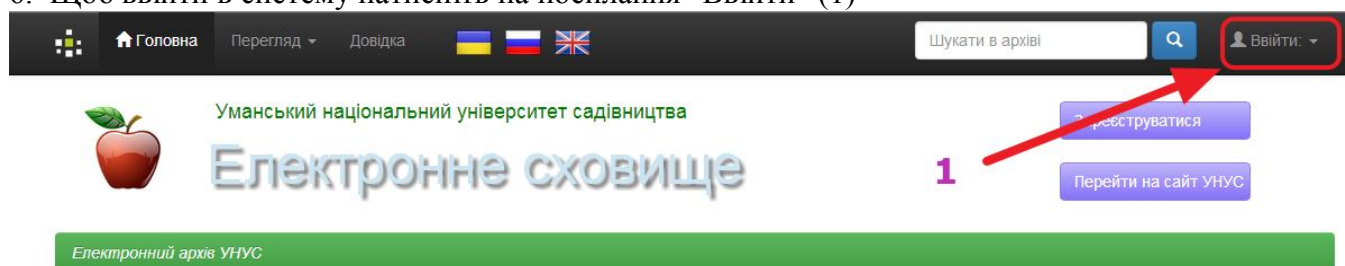 6. Щоб ввійти в систему натисніть на посилання "Ввійти" (1)
Головна Перегляд Довідка Шукати в архіві Ввійти:
Уманський національний університет садівництва
Зареєструватися
Електронне сховище
1
Перейти на сайт УНУС
Електронний архів УНУС